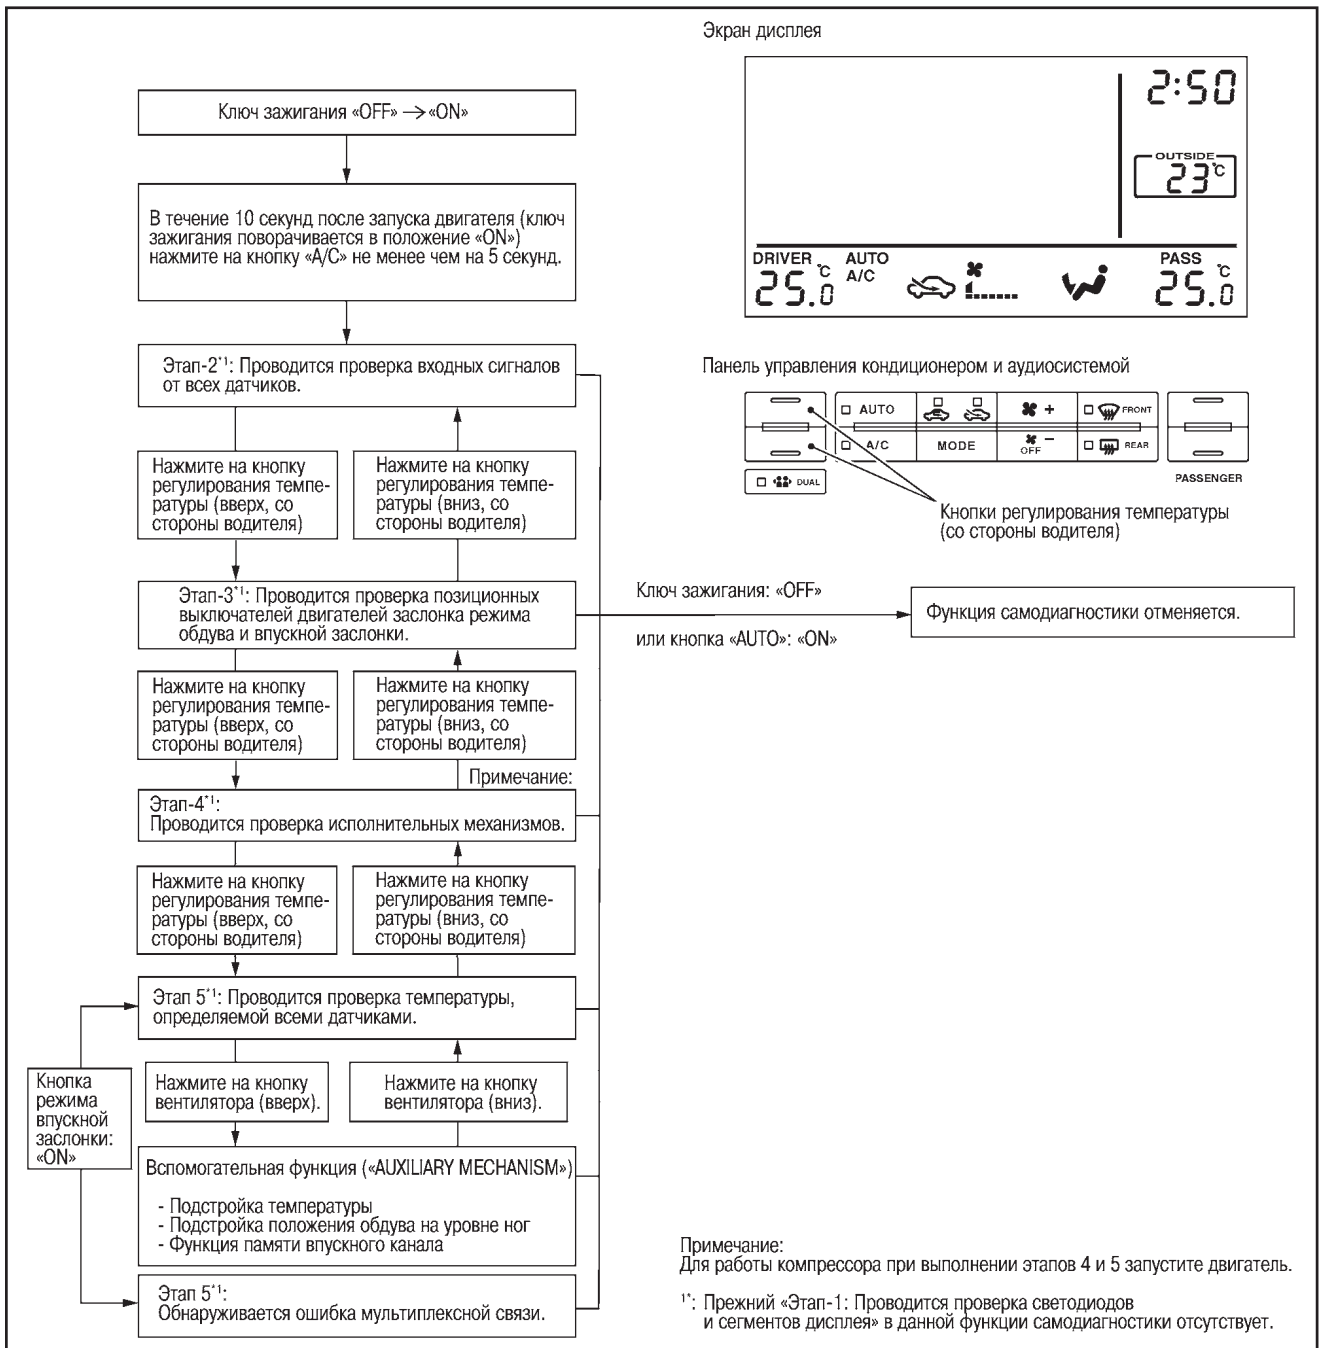 Экран дисплея
2:50
OUTSIDE
23°C
DRIVER
25.0 °C
AUTO
A/C
PASS
25.0 °C
Панель управления кондиционером и аудиосистемой
AUTO
FRONT
A/C
MODE
OFF
REAR
DUAL
PASSENGER
+
−
Кнопки регулирования температуры
(со стороны водителя)
Ключ зажигания «OFF» → «ON»
В течение 10 секунд после запуска двигателя (ключ
зажигания поворачивается в положение «ON»)
нажмите на кнопку «A/C» не менее чем на 5 секунд.
Этап-2*1: Проводится проверка входных сигналов
от всех датчиков.
Нажмите на кнопку
регулирования темпе-
ратуры (вверх, со
стороны водителя)
Нажмите на кнопку
регулирования темпе-
ратуры (вниз, со
стороны водителя)
Этап-3*1: Проводится проверка позиционных
выключателей двигателей заслонка режима
обдува и впускной заслонки.
Ключ зажигания: «OFF»
или кнопка «AUTO»: «ON»
Функция самодиагностики отменяется.
Нажмите на кнопку
регулирования темпе-
ратуры (вверх, со
стороны водителя)
Нажмите на кнопку
регулирования темпе-
ратуры (вниз, со
стороны водителя)
Примечание:
Этап-4*1:
Проводится проверка исполнительных механизмов.
Нажмите на кнопку
регулирования темпе-
ратуры (вверх, со
стороны водителя)
Нажмите на кнопку
регулирования темпе-
ратуры (вниз, со
стороны водителя)
Этап 5*1: Проводится проверка температуры,
определяемой всеми датчиками.
Кнопка
режима
впускной
заслонки:
«ON»
Нажмите на кнопку
вентилятора (вверх).
Нажмите на кнопку
вентилятора (вниз).
Вспомогательная функция («AUXILIARY MECHANISM»)
- Подстройка температуры
- Подстройка положения обдува на уровне ног
- Функция памяти впускного канала
Этап 5*1:
Обнаруживается ошибка мультиплексной связи.
Примечание:
Для работы компрессора при выполнении этапов 4 и 5 запустите двигатель.
1*: Прежний «Этап-1: Проводится проверка светодиодов
и сегментов дисплея» в данной функции самодиагностики отсутствует.